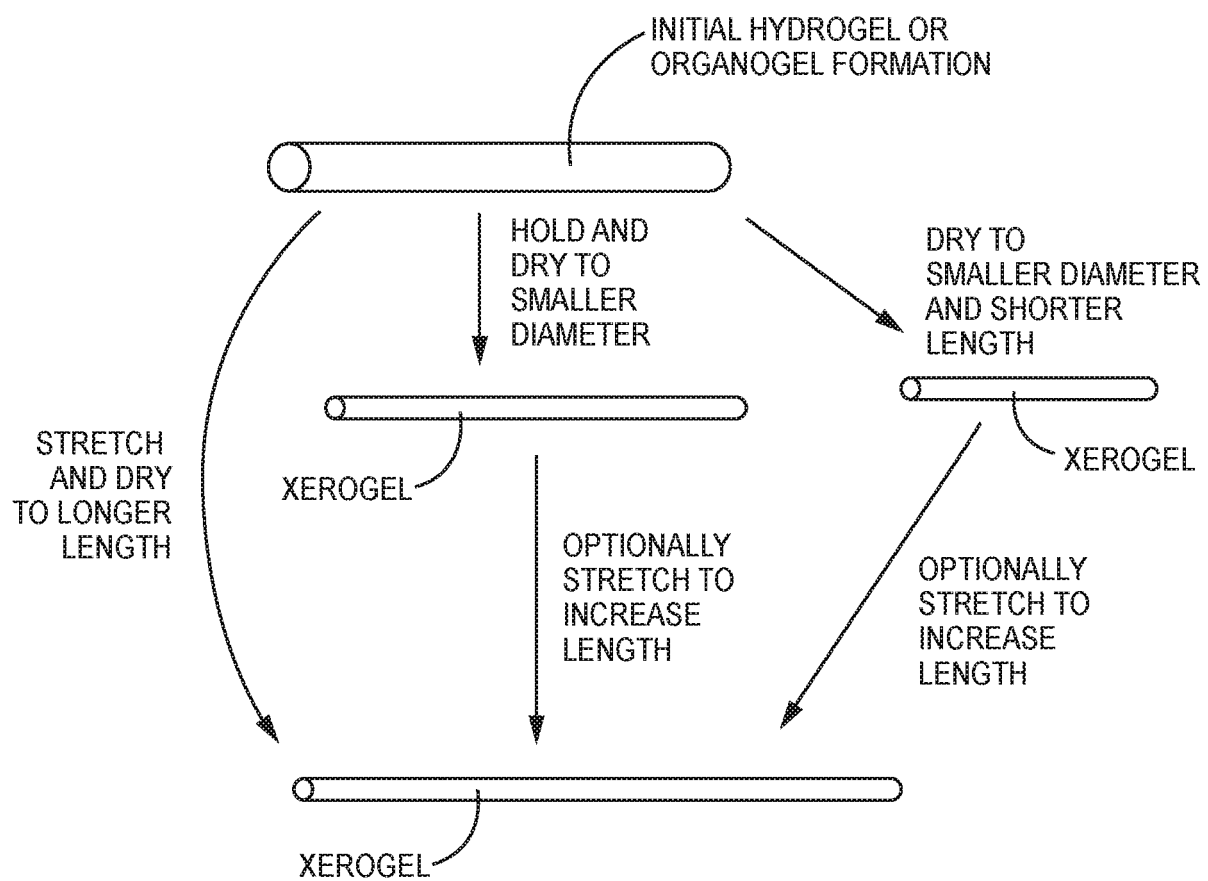 INITIAL HYDROGEL OR
ORGANOGEL FORMATION
HOLD AND
DRY TO
SMALLER
DIAMETER
DRY TO
SMALLER DIAMETER
AND SHORTER
LENGTH
STRETCH
AND DRY
TO LONGER
LENGTH
XEROGEL
XEROGEL
OPTIONALLY
STRETCH TO
INCREASE
LENGTH
OPTIONALLY
STRETCH TO
INCREASE
LENGTH
XEROGEL